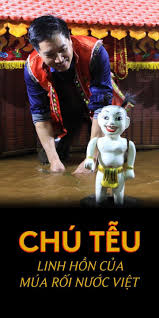 CHÚ TỄU
LINH HỒN CỦA
MÚA RỐI NƯỚC VIỆT